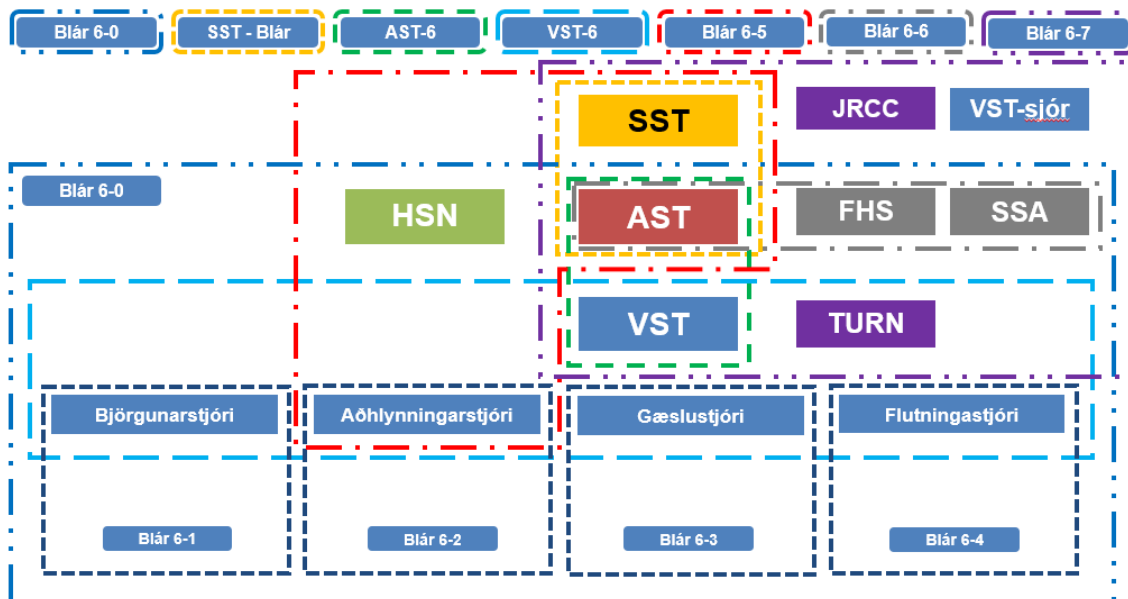 Blár 6-0
SST - Blár
AST-6
VST-6
Blár 6-5
Blár 6-6
Blár 6-7
SST
JRCC
VST-sjór
Blár 6-0
HSN
AST
FHS
SSA
VST
TURN
Björgunarstjóri
Aðhlynningarstjóri
Gæslustjóri
Flutningastjóri
Blár 6-1
Blár 6-2
Blár 6-3
Blár 6-4